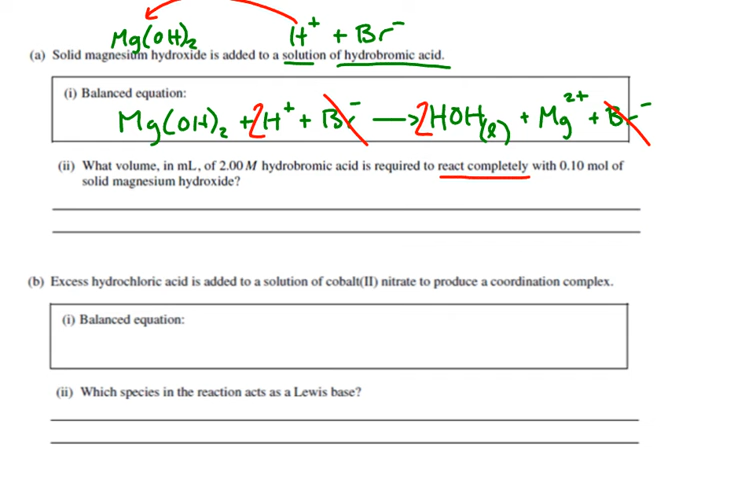 Mg(OH)₂ H⁺ + Br⁻
(a) Solid magnesium hydroxide is added to a solution of hydrobromic acid.
(i) Balanced equation:
Mg(OH)₂ + 2H⁺ + Br⁻ → 2HOH(l) + Mg²⁺ + Br⁻
(ii) What volume, in mL, of 2.00 M hydrobromic acid is required to react completely with 0.10 mol of
solid magnesium hydroxide?
(b) Excess hydrochloric acid is added to a solution of cobalt(II) nitrate to produce a coordination complex.
(i) Balanced equation:
(ii) Which species in the reaction acts as a Lewis base?